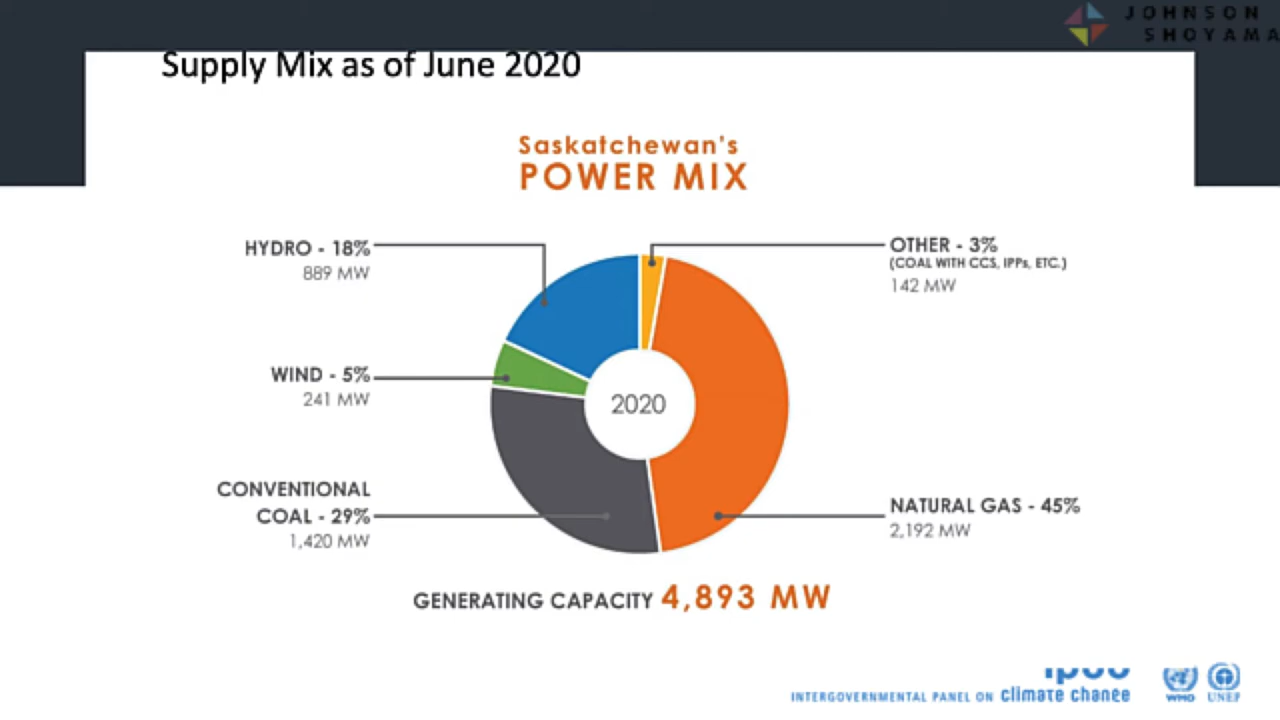 JOHNSON
SHOYAMA
Supply Mix as of June 2020
Saskatchewan's
POWER MIX
HYDRO - 18%
889 MW
OTHER - 3%
(COAL WITH CCS, IPPs, ETC.)
142 MW
WIND - 5%
241 MW
2020
CONVENTIONAL
COAL - 29%
1,420 MW
NATURAL GAS - 45%
2,192 MW
GENERATING CAPACITY 4,893 MW
ipcc
INTERGOVERNMENTAL PANEL ON climate change
WMO
UNEP